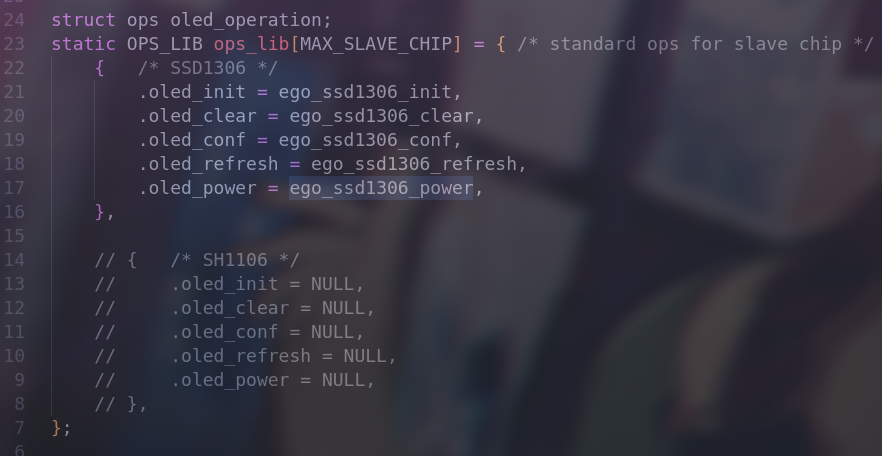 24 struct ops oled_operation;
23 static OPS_LIB ops_lib[MAX_SLAVE_CHIP] = { /* standard ops for slave chip */
22     {   /* SSD1306 */
21         .oled_init = ego_ssd1306_init,
20         .oled_clear = ego_ssd1306_clear,
19         .oled_conf = ego_ssd1306_conf,
18         .oled_refresh = ego_ssd1306_refresh,
17         .oled_power = ego_ssd1306_power,
16     },
15
14     // {   /* SH1106 */
13     //     .oled_init = NULL,
12     //     .oled_clear = NULL,
11     //     .oled_conf = NULL,
10     //     .oled_refresh = NULL,
9     //     .oled_power = NULL,
8     // },
7 };
6